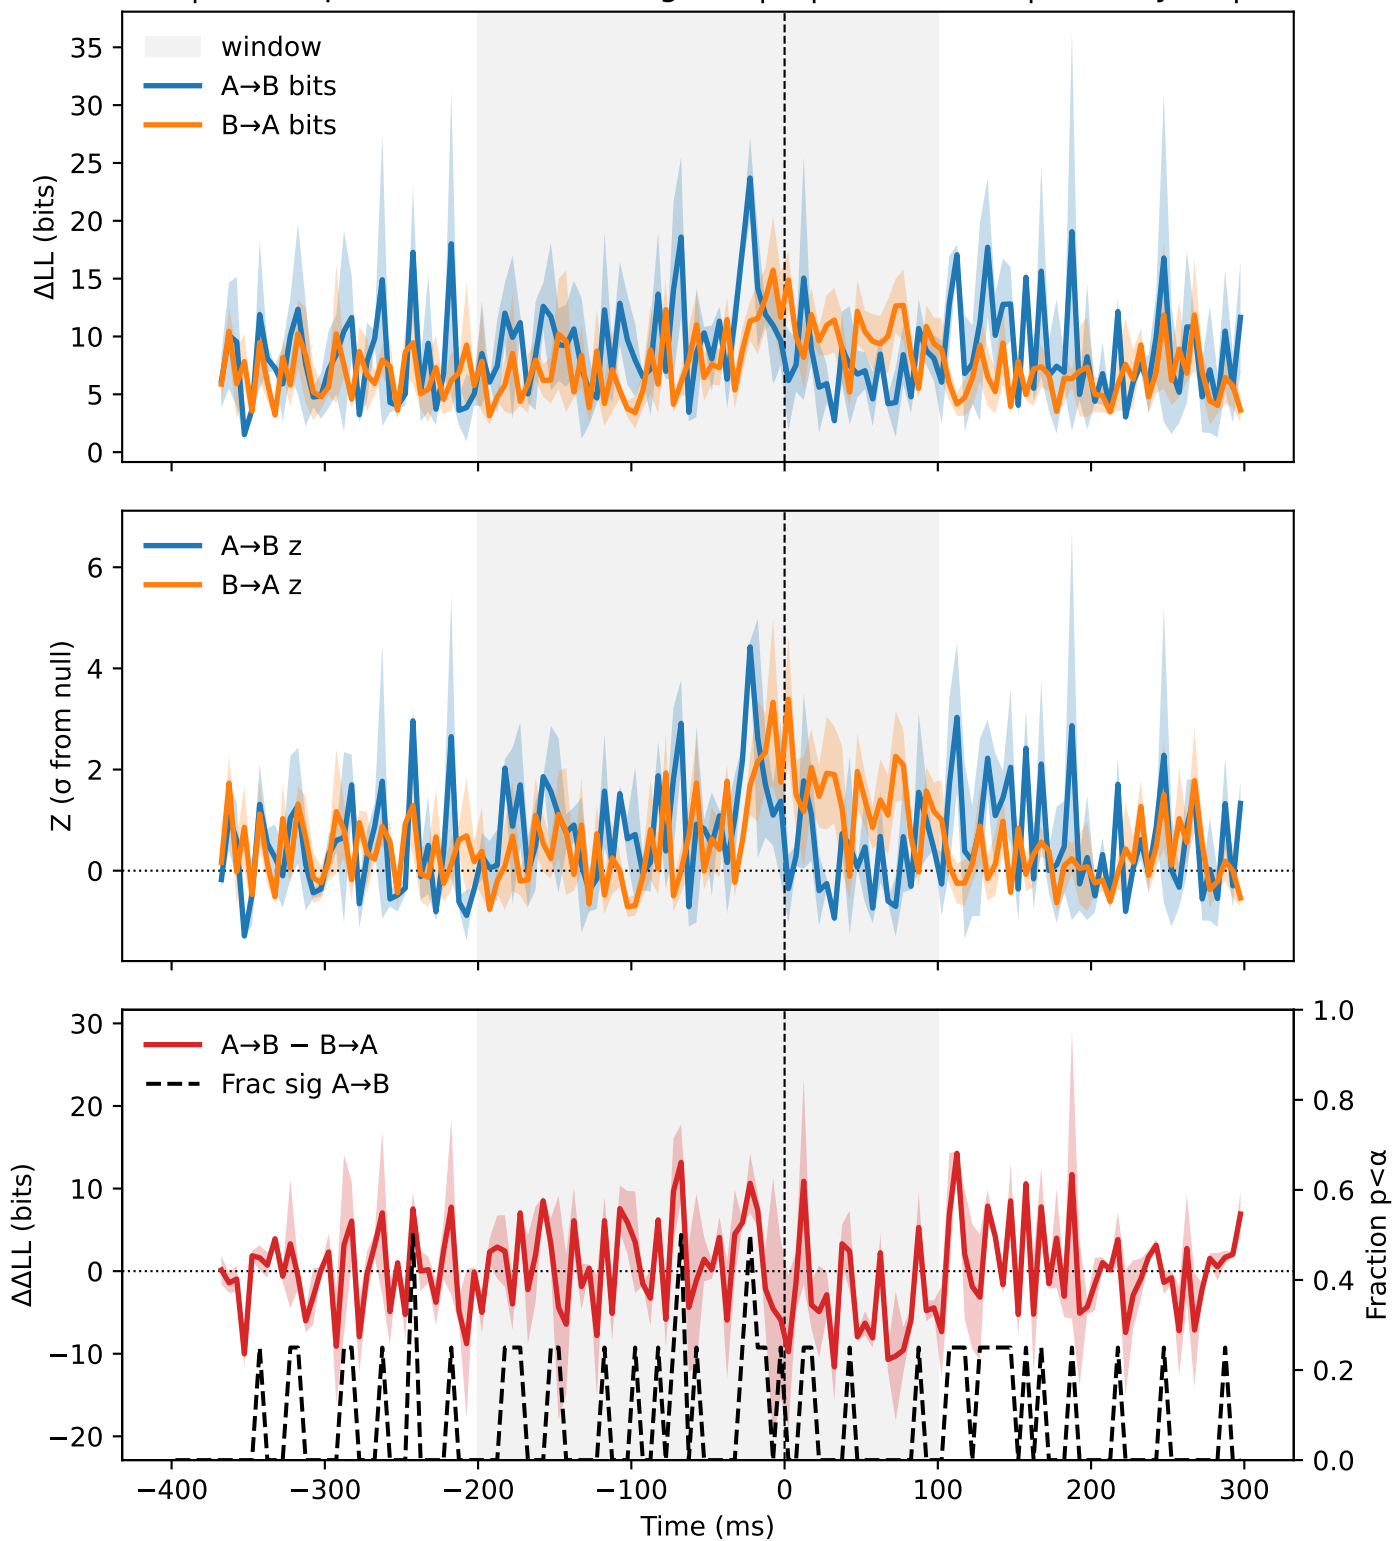 window
A→B bits
B→A bits
ΔLL (bits)
35
30
25
20
15
10
5
0
A→B z
B→A z
Z (σ from null)
6
4
2
0
A→B − B→A
Frac sig A→B
ΔΔLL (bits)
30
20
10
0
−10
−20
1.0
0.8
0.6
0.4
0.2
0.0
Fraction p<α
−400 −300 −200 −100 0 100 200 300
Time (ms)